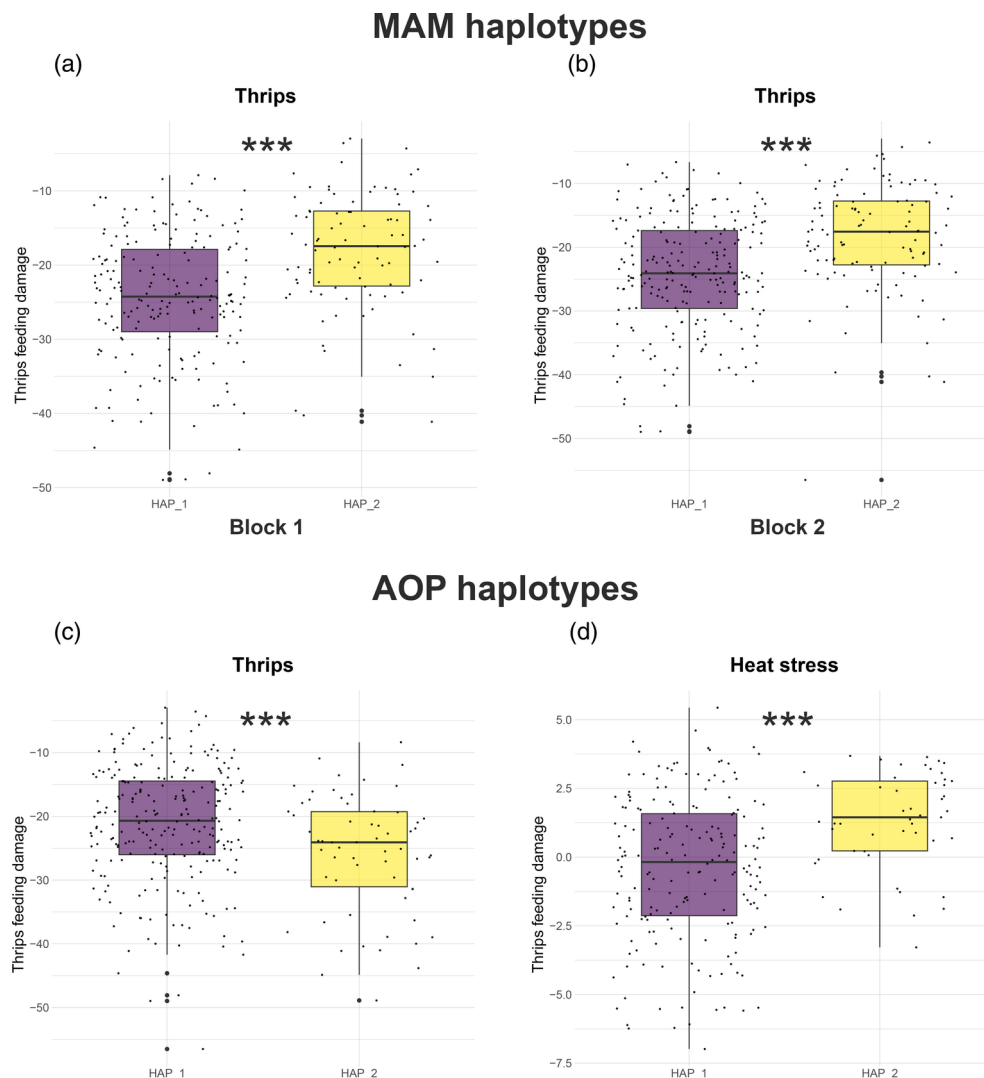 MAM haplotypes
(a)
(b)
Thrips
Thrips
***
***
Thrips feeding damage
−10
−20
−30
−40
−50
Thrips feeding damage
−10
−20
−30
−40
−50
HAP_1
HAP_2
HAP_1
HAP_2
Block 1
Block 2
AOP haplotypes
(c)
(d)
Thrips
Heat stress
***
***
Thrips feeding damage
−10
−20
−30
−40
−50
Thrips feeding damage
5.0
2.5
0.0
−2.5
−5.0
−7.5
HAP_1
HAP_2
HAP_1
HAP_2